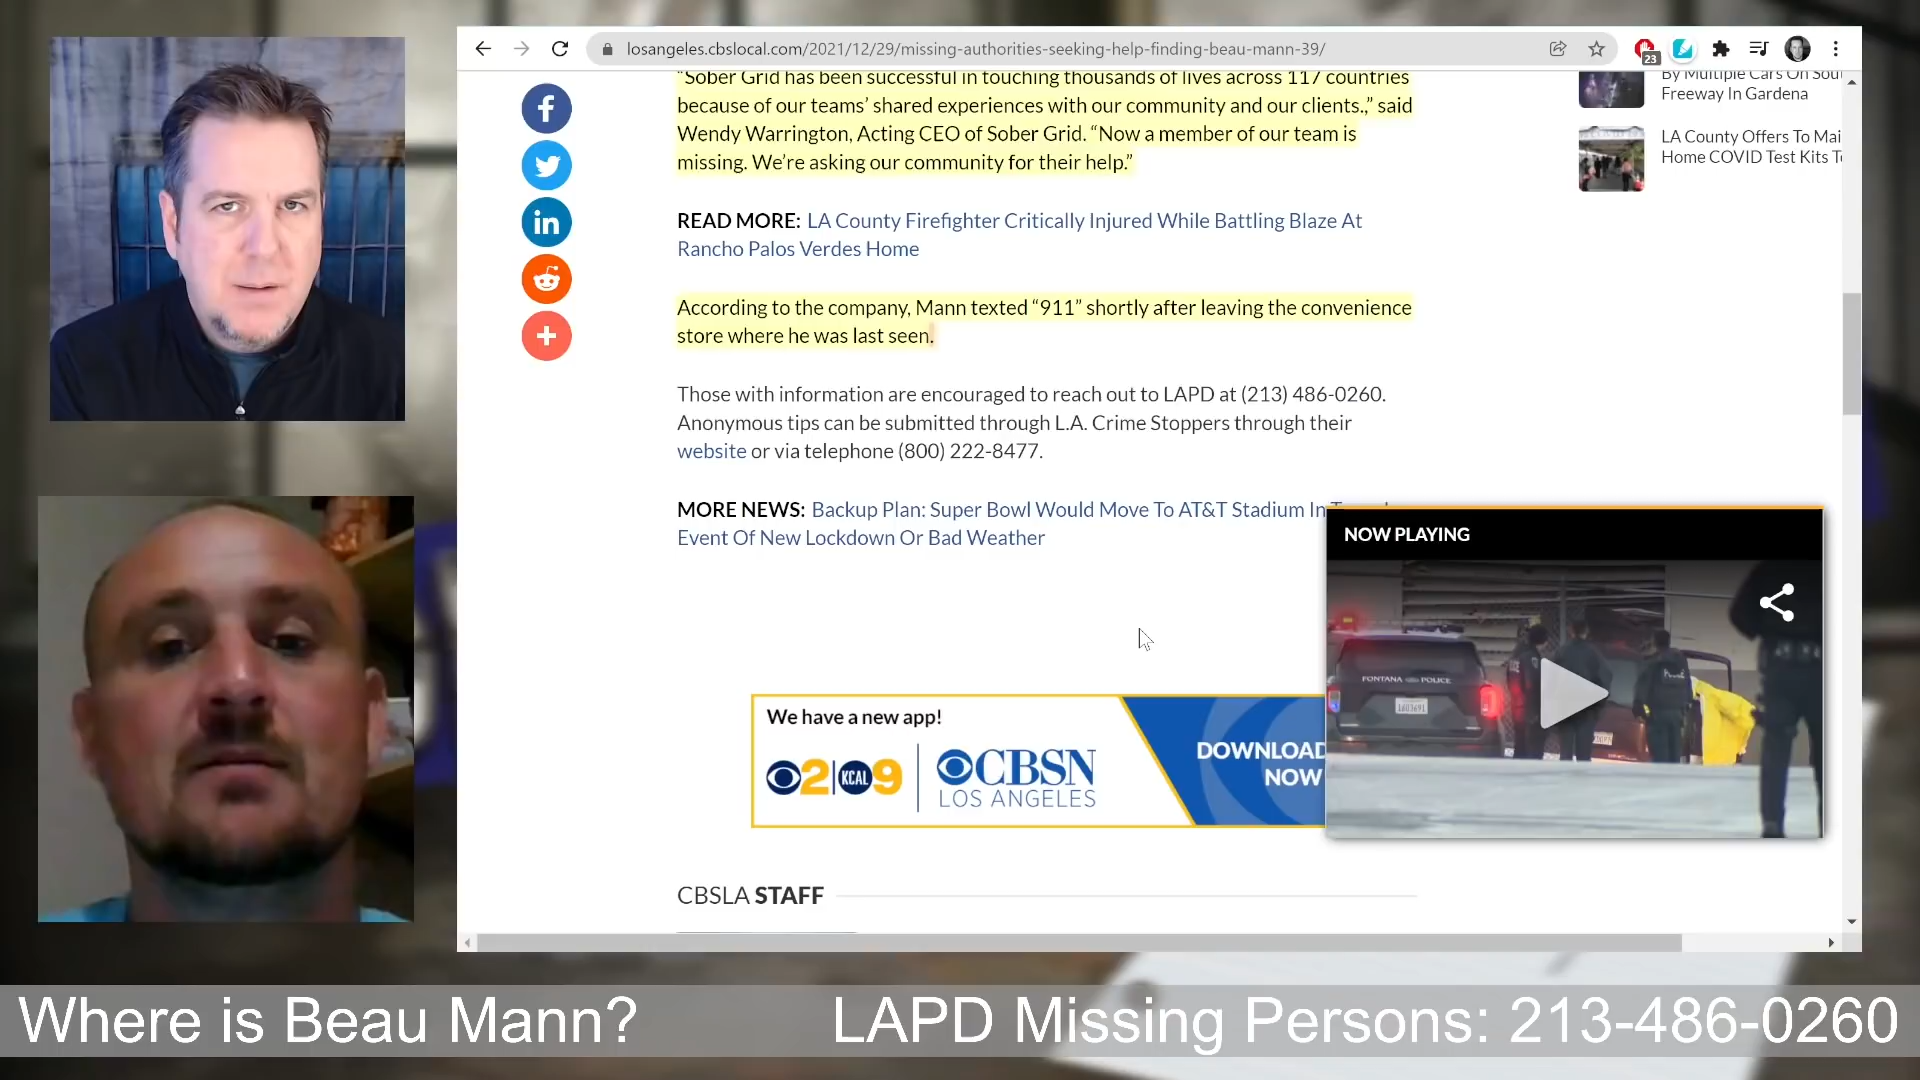 losangeles.cbslocal.com/2021/12/29/missing-authorities-seeking-help-finding-beau-mann-39/
23
“Sober Grid has been successful in touching thousands of lives across 117 countries
because of our teams’ shared experiences with our community and our clients.,” said
Wendy Warrington, Acting CEO of Sober Grid. “Now a member of our team is
missing. We’re asking our community for their help.”
READ MORE: LA County Firefighter Critically Injured While Battling Blaze At
Rancho Palos Verdes Home
According to the company, Mann texted “911” shortly after leaving the convenience
store where he was last seen.
Those with information are encouraged to reach out to LAPD at (213) 486-0260.
Anonymous tips can be submitted through L.A. Crime Stoppers through their
website or via telephone (800) 222-8477.
MORE NEWS: Backup Plan: Super Bowl Would Move To AT&T Stadium In
Event Of New Lockdown Or Bad Weather
By Multiple Cars On
Freeway In Gardena
LA County Offers To
Home COVID Test Kits
NOW PLAYING
FONTANA POLICE
We have a new app!
2 KCAL 9
CBSN
LOS ANGELES
DOWNLOAD
NOW
CBSLA STAFF
Where is Beau Mann?
LAPD Missing Persons: 213-486-0260